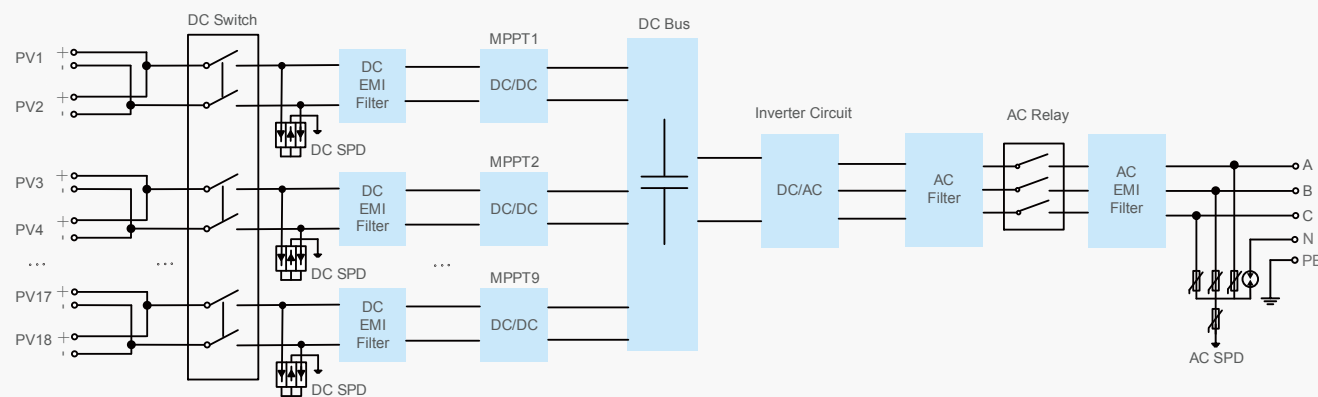 DC Switch
DC Bus
MPPT1
PV1
+
-
PV2
+
-
DC
EMI
Filter
DC/DC
DC SPD
Inverter Circuit
AC Relay
MPPT2
PV3
+
-
PV4
+
-
DC
EMI
Filter
DC/DC
DC SPD
DC/AC
AC
Filter
AC
EMI
Filter
A
B
C
N
PE
...
...
...
MPPT9
PV17
+
-
PV18
+
-
DC
EMI
Filter
DC/DC
DC SPD
AC SPD